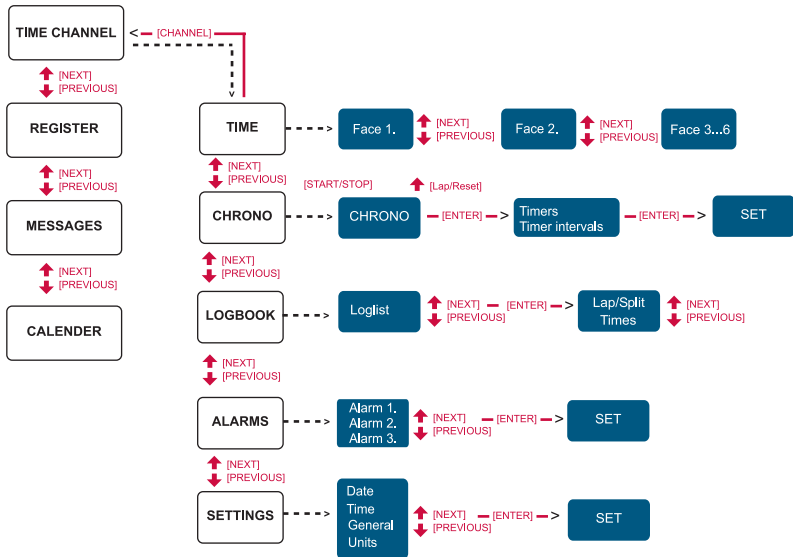 TIME CHANNEL
[CHANNEL]
[NEXT]
[PREVIOUS]
REGISTER
[NEXT]
[PREVIOUS]
MESSAGES
[NEXT]
[PREVIOUS]
CALENDER
TIME
Face 1.
[NEXT]
[PREVIOUS]
Face 2.
[NEXT]
[PREVIOUS]
Face 3...6
[NEXT]
[PREVIOUS]
[START/STOP]
[Lap/Reset]
CHRONO
CHRONO
[ENTER]
Timers
Timer intervals
[ENTER]
SET
[NEXT]
[PREVIOUS]
LOGBOOK
Loglist
[NEXT]
[PREVIOUS]
[ENTER]
Lap/Split
Times
[NEXT]
[PREVIOUS]
[NEXT]
[PREVIOUS]
ALARMS
Alarm 1.
Alarm 2.
Alarm 3.
[NEXT]
[PREVIOUS]
[ENTER]
SET
[NEXT]
[PREVIOUS]
SETTINGS
Date
Time
General
Units
[NEXT]
[PREVIOUS]
[ENTER]
SET